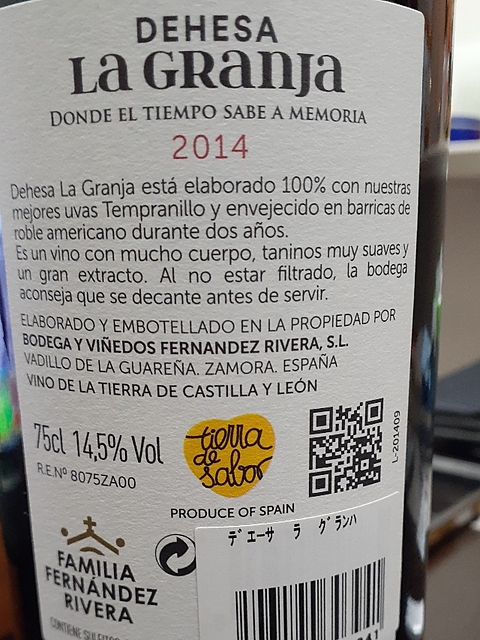 DEHESA
La GRanja
DONDE EL TIEMPO SABE A MEMORIA
2014
Dehesa La Granja está elaborado 100% con nuestras
mejores uvas Tempranillo y envejecido en barricas de
roble americano durante dos años.
Es un vino con mucho cuerpo, taninos muy suaves y
un gran extracto. Al no estar filtrado, la bodega
aconseja que se decante antes de servir.
ELABORADO Y EMBOTELLADO EN LA PROPIEDAD POR
BODEGA Y VIÑEDOS FERNANDEZ RIVERA, S.L.
VADILLO DE LA GUAREÑA. ZAMORA. ESPAÑA
VINO DE LA TIERRA DE CASTILLA Y LEÓN
75cl 14,5% Vol
R.E.Nº 8075ZA00
tierra
de
sabor
L-201409
PRODUCE OF SPAIN
ﾃﾞｴｰｻ ﾗ ｸﾞﾗﾝﾊ
FAMILIA
FERNÁNDEZ
RIVERA
CONTIENE SULFITOS